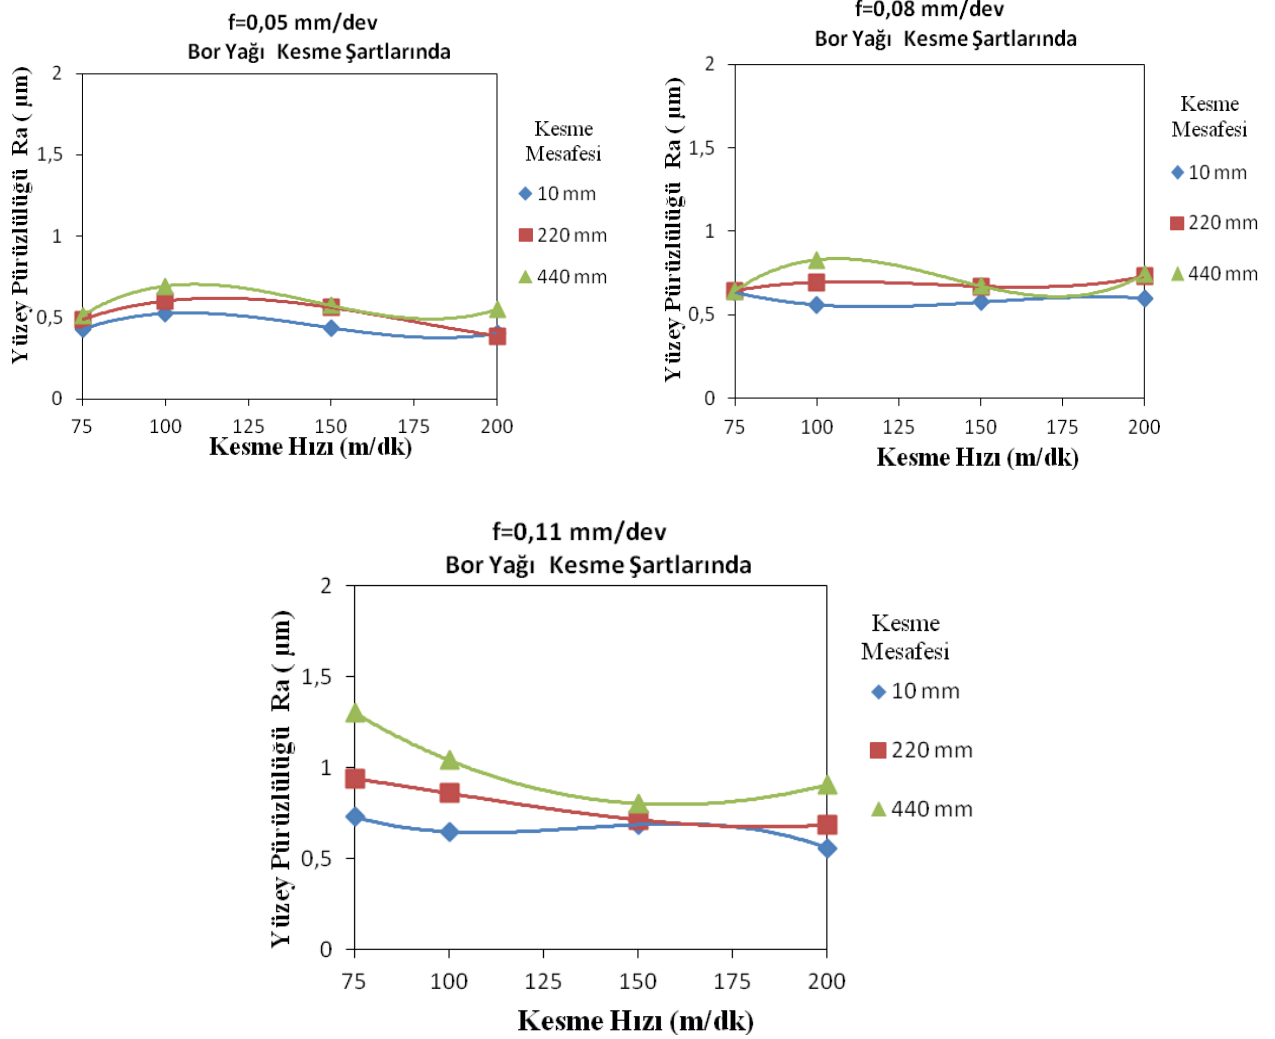 f=0,05 mm/dev
Bor Yağı Kesme Şartlarında
Yüzey Pürüzlülüğü Ra ( µm)
2
1,5
1
0,5
0
75 100 125 150 175 200
Kesme Hızı (m/dk)
Kesme
Mesafesi
10 mm
220 mm
440 mm
f=0,08 mm/dev
Bor Yağı Kesme Şartlarında
Yüzey Pürüzlülüğü Ra ( µm)
2
1,5
1
0,5
0
75 100 125 150 175 200
Kesme Hızı (m/dk)
Kesme
Mesafesi
10 mm
220 mm
440 mm
f=0,11 mm/dev
Bor Yağı Kesme Şartlarında
Yüzey Pürüzlülüğü Ra ( µm)
2
1,5
1
0,5
0
75 100 125 150 175 200
Kesme Hızı (m/dk)
Kesme
Mesafesi
10 mm
220 mm
440 mm